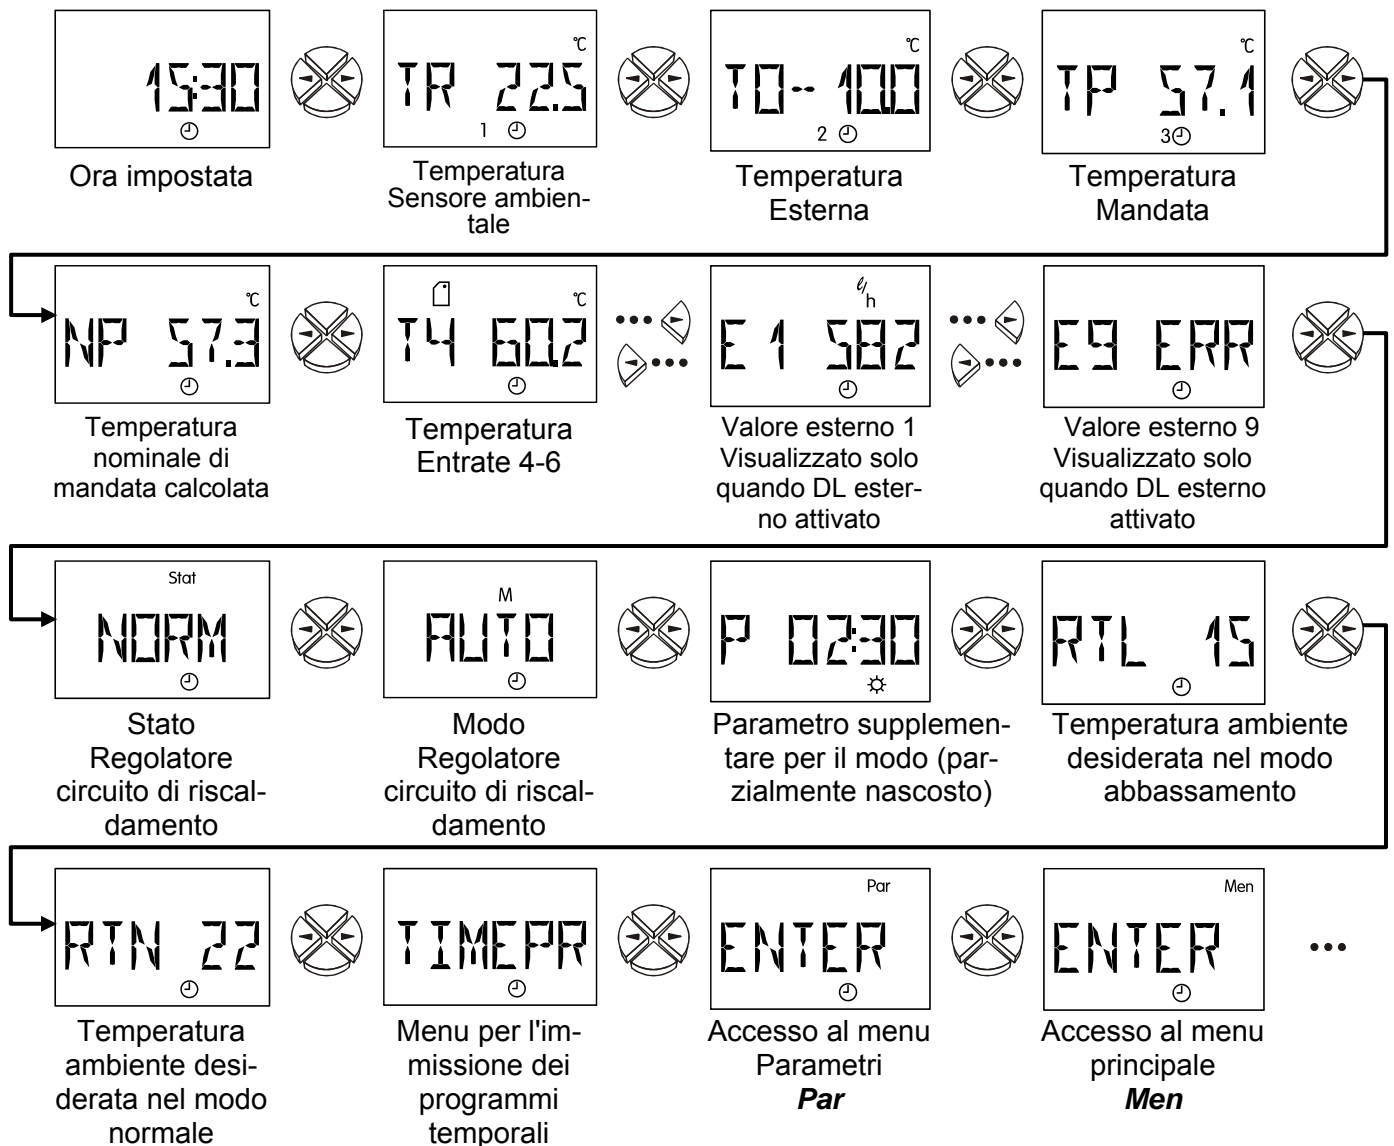 15:30
Ora impostata
°C
TR 22.5
1
Temperatura
Sensore ambien-
tale
°C
TO-10.0
2
Temperatura
Esterna
°C
TP 57.1
3
Temperatura
Mandata
°C
NP 57.3
Temperatura
nominale di
mandata calcolata
°C
T4 60.2
Temperatura
Entrate 4-6
l/h
E1 582
Valore esterno 1
Visualizzato solo
quando DL ester-
no attivato
E9 ERR
Valore esterno 9
Visualizzato solo
quando DL esterno
attivato
Stat
NORM
Stato
Regolatore
circuito di riscal-
damento
M
AUTO
Modo
Regolatore
circuito di riscal-
damento
P 02:30
Parametro supplemen-
tare per il modo (par-
zialmente nascosto)
RTL 15
Temperatura ambiente
desiderata nel modo
abbassamento
RTN 22
Temperatura
ambiente desi-
derata nel modo
normale
TIMEPR
Menu per l'im-
missione dei
programmi
temporali
Par
ENTER
Accesso al menu
Parametri
Par
Men
ENTER
Accesso al menu
principale
Men